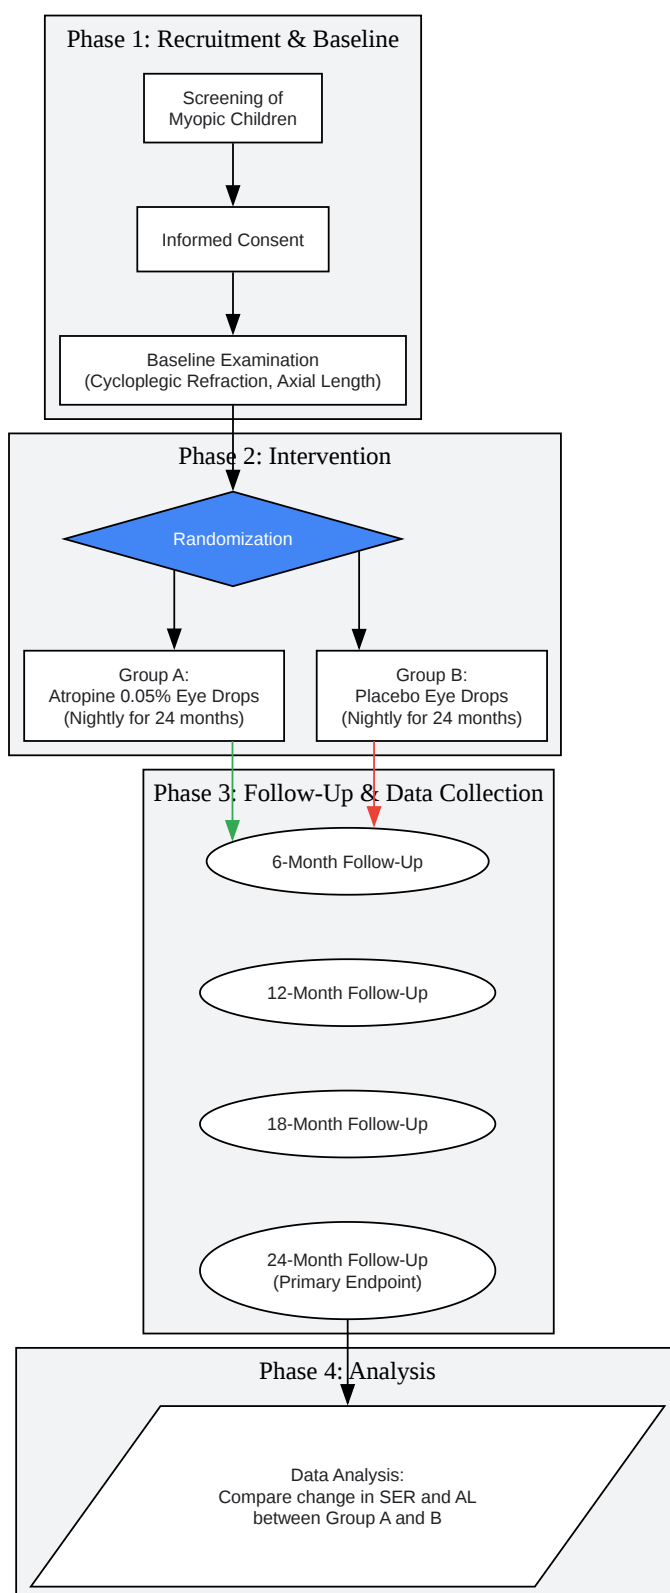 Phase 1: Recruitment & Baseline
Screening of
Myopic Children
Informed Consent
Baseline Examination
(Cycloplegic Refraction, Axial Length)
Phase 2: Intervention
Randomization
Group A:
Atropine 0.05% Eye Drops
(Nightly for 24 months)
Group B:
Placebo Eye Drops
(Nightly for 24 months)
Phase 3: Follow-Up & Data Collection
6-Month Follow-Up
12-Month Follow-Up
18-Month Follow-Up
24-Month Follow-Up
(Primary Endpoint)
Phase 4: Analysis
Data Analysis:
Compare change in SER and AL
between Group A and B